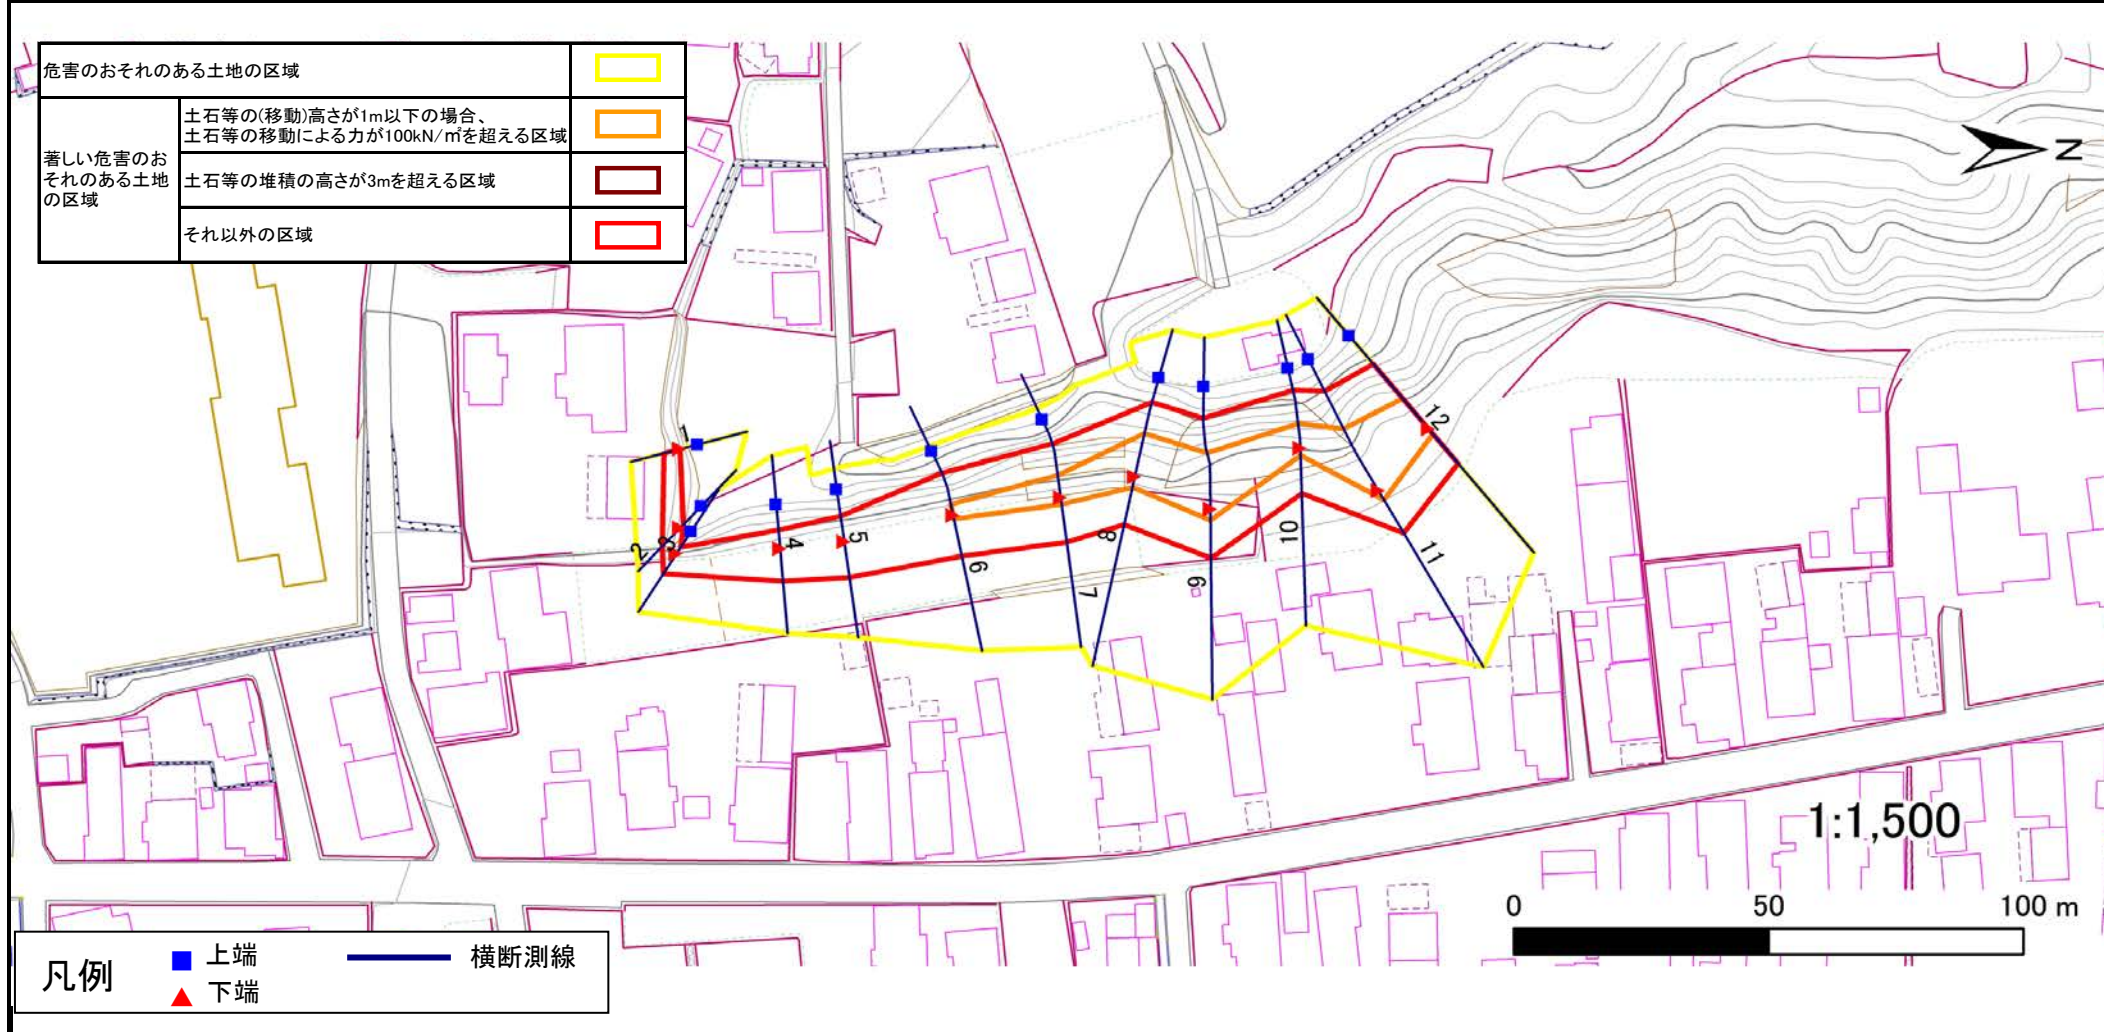 危害のおそれのある土地の区域
著しい危害のお
それのある土地
の区域
土石等の(移動)高さが1m以下の場合、
土石等の移動による力が100kN/㎡を超える区域
土石等の堆積の高さが3mを超える区域
それ以外の区域
N
1
2
3
4
5
6
7
8
9
10
11
12
1:1,500
0 50 100 m
凡例
上端
下端
横断測線